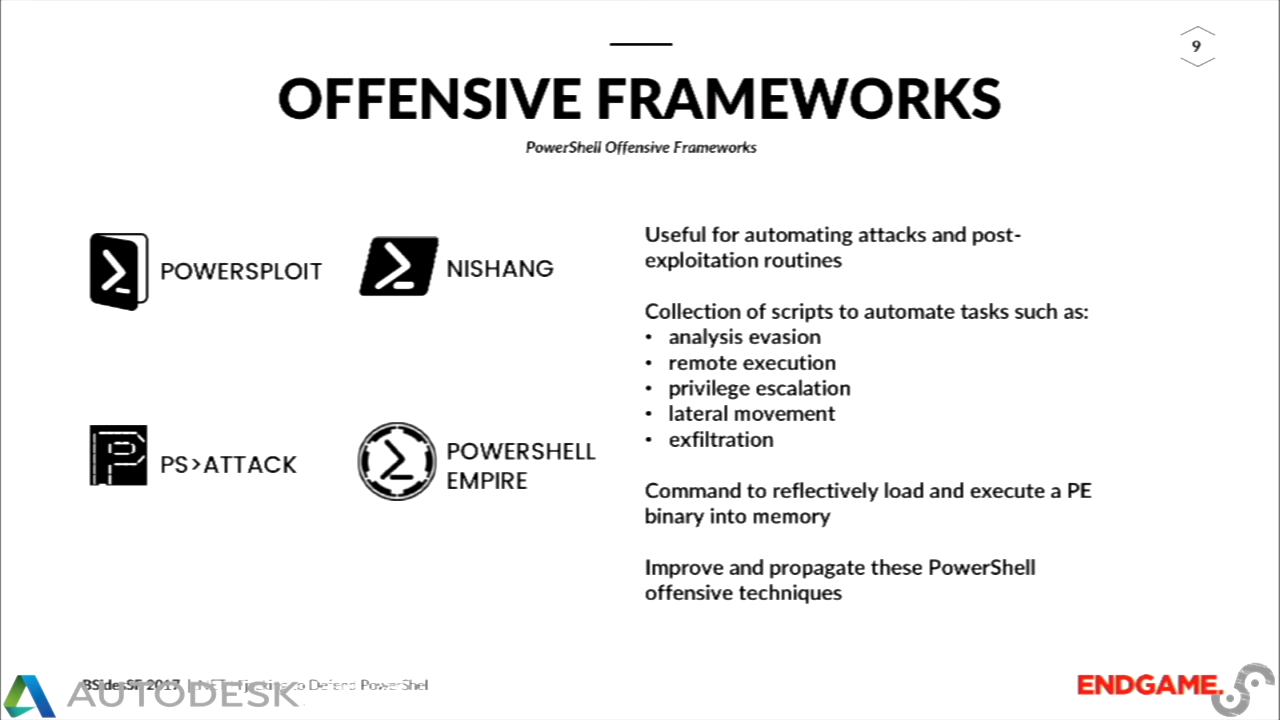 9
OFFENSIVE FRAMEWORKS
PowerShell Offensive Frameworks
POWERSPLOIT
NISHANG
PS>ATTACK
POWERSHELL
EMPIRE
Useful for automating attacks and post-
exploitation routines
Collection of scripts to automate tasks such as:
• analysis evasion
• remote execution
• privilege escalation
• lateral movement
• exfiltration
Command to reflectively load and execute a PE
binary into memory
Improve and propagate these PowerShell
offensive techniques
BSidesSF 2017 | to Defend PowerShell
AUTODESK
ENDGAME.